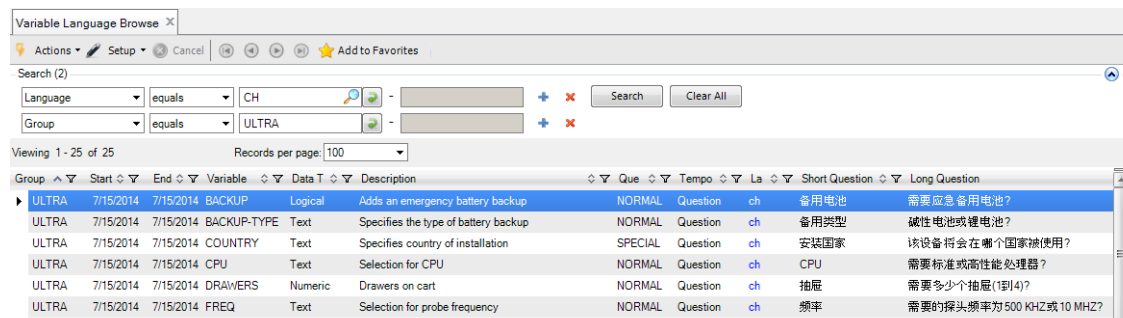 Variable Language Browse
Actions Setup Cancel Add to Favorites
Search (2)
Language equals CH - Search Clear All
Group equals ULTRA -
Viewing 1 - 25 of 25 Records per page: 100
Group Start End Variable Data T Description Que Tempo La Short Question Long Question
ULTRA 7/15/2014 7/15/2014 BACKUP Logical Adds an emergency battery backup NORMAL Question ch 备用电池 需要应急备用电池?
ULTRA 7/15/2014 7/15/2014 BACKUP-TYPE Text Specifies the type of battery backup NORMAL Question ch 备用类型 碱性电池或锂电池?
ULTRA 7/15/2014 7/15/2014 COUNTRY Text Specifies country of installation SPECIAL Question ch 安装国家 该设备将会在哪个国家被使用?
ULTRA 7/15/2014 7/15/2014 CPU Text Selection for CPU NORMAL Question ch CPU 需要标准或高性能处理器?
ULTRA 7/15/2014 7/15/2014 DRAWERS Numeric Drawers on cart NORMAL Question ch 抽屉 需要多少个抽屉(1到4)?
ULTRA 7/15/2014 7/15/2014 FREQ Text Selection for probe frequency NORMAL Question ch 频率 需要的探头频率为500 KHZ或10 MHZ?